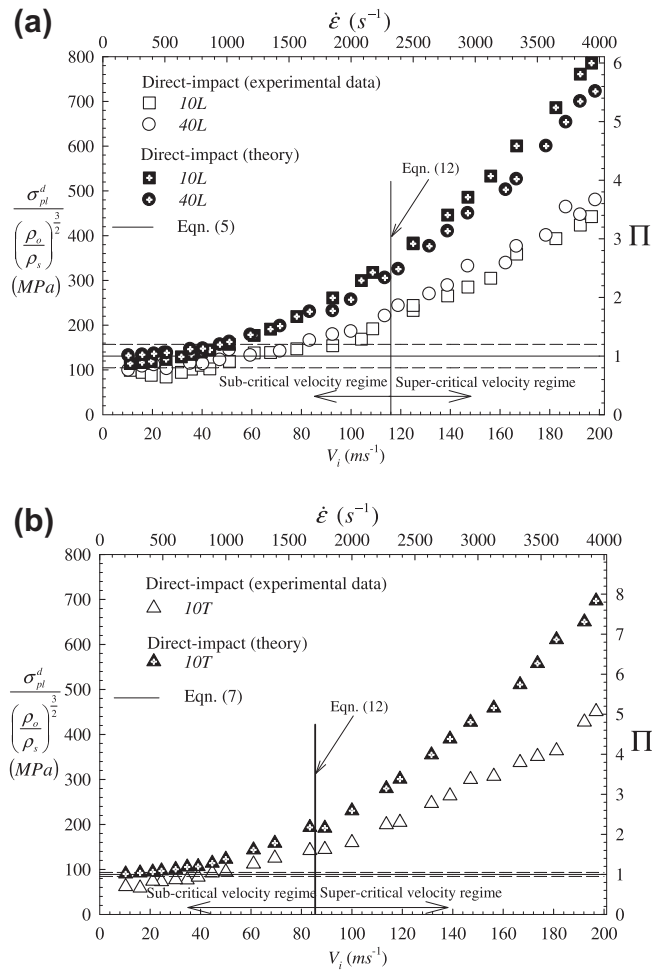 (a)
ε̇ (s⁻¹)
0 500 1000 1500 2000 2500 3000 3500 4000
800
700
600
500
400
300
200
100
0
σ_pl^d / (ρ_o/ρ_s)^(3/2) (MPa)
Direct-impact (experimental data)
10L
40L
Direct-impact (theory)
10L
40L
Eqn. (5)
Eqn. (12)
Sub-critical velocity regime
Super-critical velocity regime
6
5
4
3
2
1
0
Π
0 20 40 60 80 100 120 140 160 180 200
V_i (ms⁻¹)
(b)
ε̇ (s⁻¹)
0 500 1000 1500 2000 2500 3000 3500 4000
800
700
600
500
400
300
200
100
0
σ_pl^d / (ρ_o/ρ_s)^(3/2) (MPa)
Direct-impact (experimental data)
10T
Direct-impact (theory)
10T
Eqn. (7)
Eqn. (12)
Sub-critical velocity regime
Super-critical velocity regime
8
7
6
5
4
3
2
1
0
Π
0 20 40 60 80 100 120 140 160 180 200
V_i (ms⁻¹)